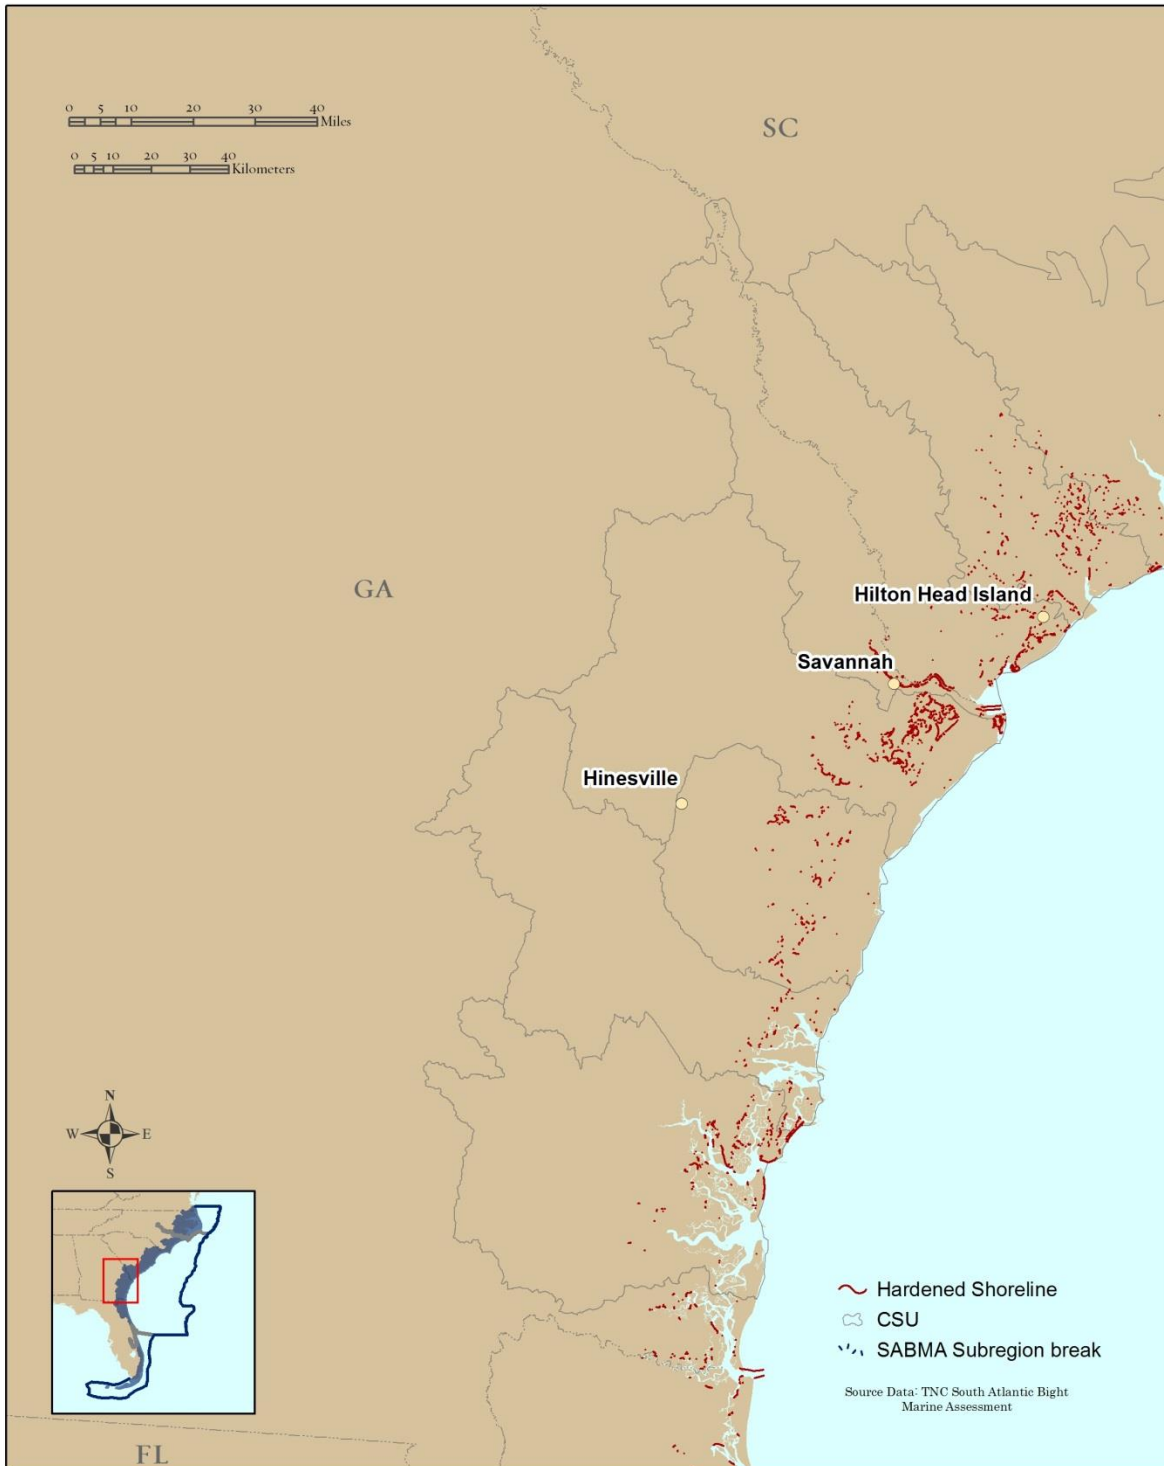 0 5 10 20 30 40
Miles
0 5 10 20 30 40
Kilometers
SC
GA
Hilton Head Island
Savannah
Hinesville
N
W E
S
Hardened Shoreline
CSU
SABMA Subregion break
Source Data: TNC South Atlantic Bight
Marine Assessment
FL